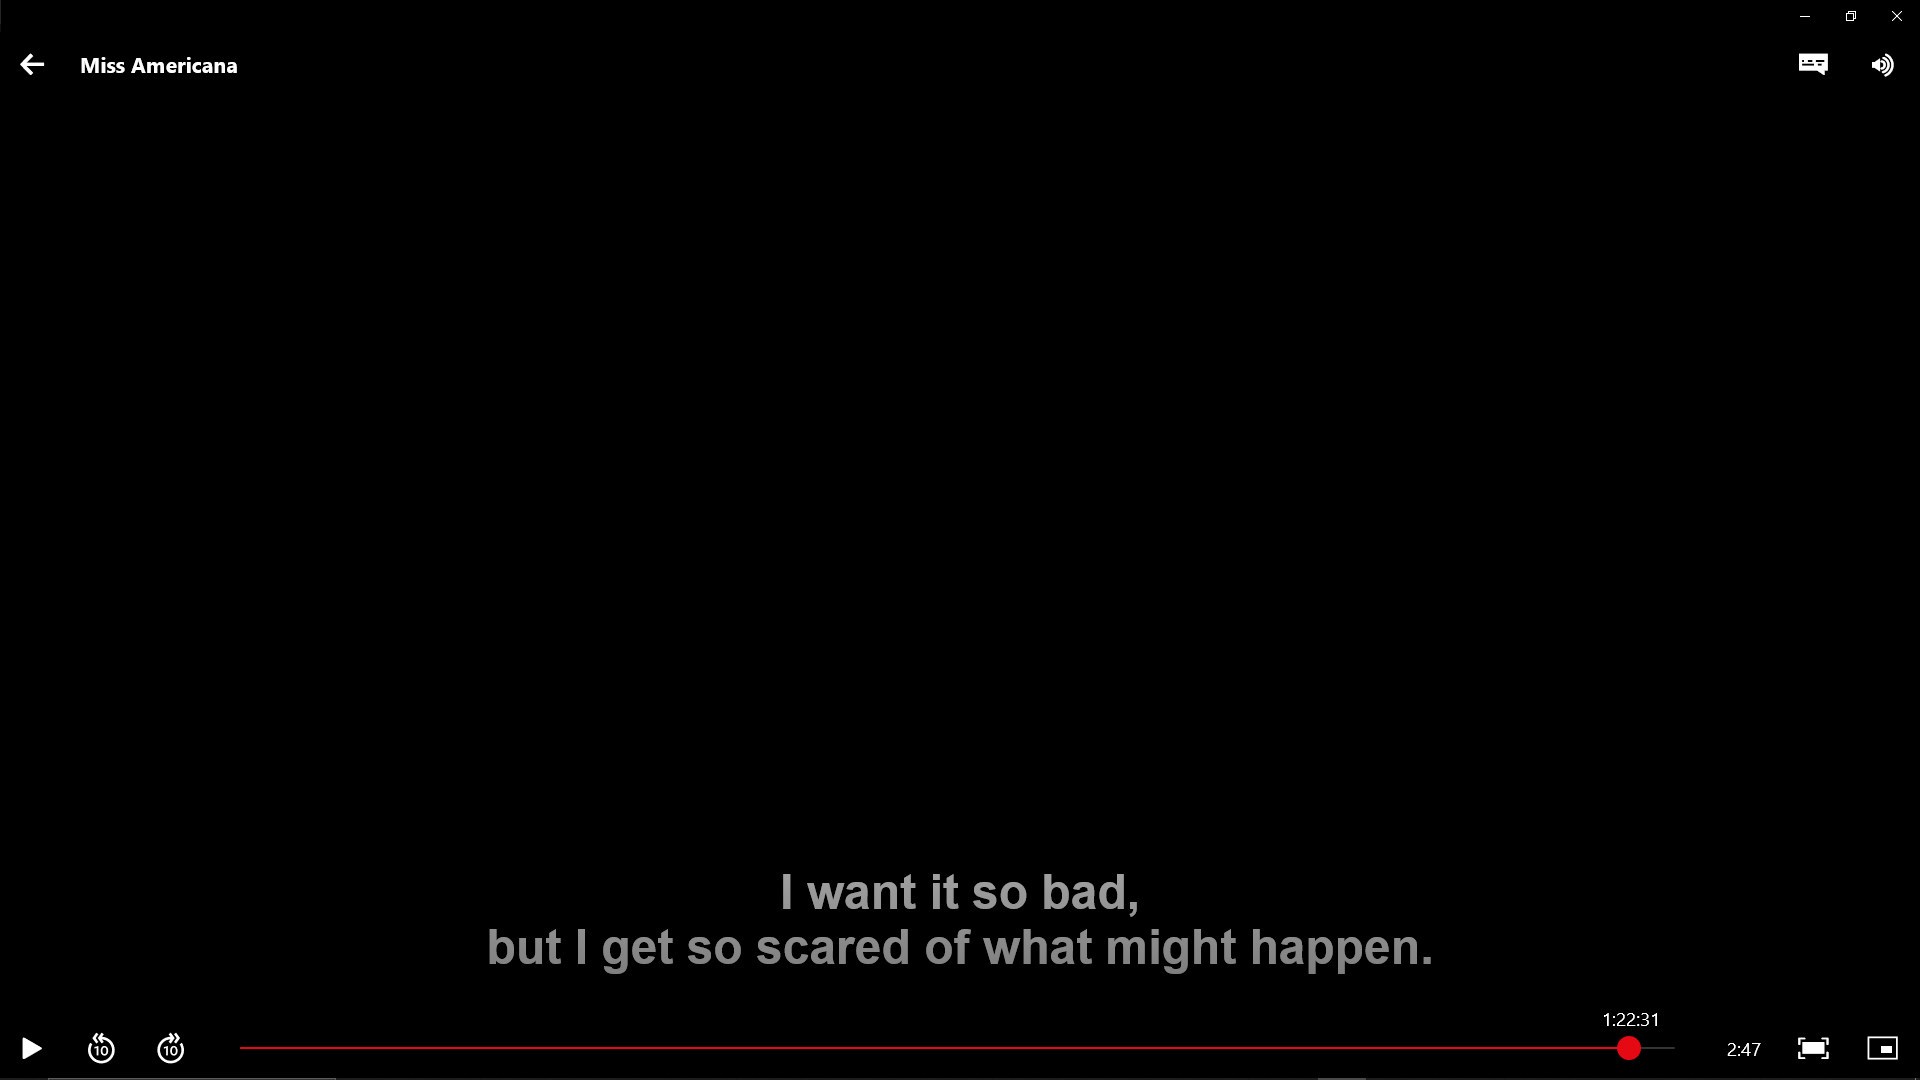 Miss Americana
I want it so bad,
but I get so scared of what might happen.
1:22:31
10
10
2:47